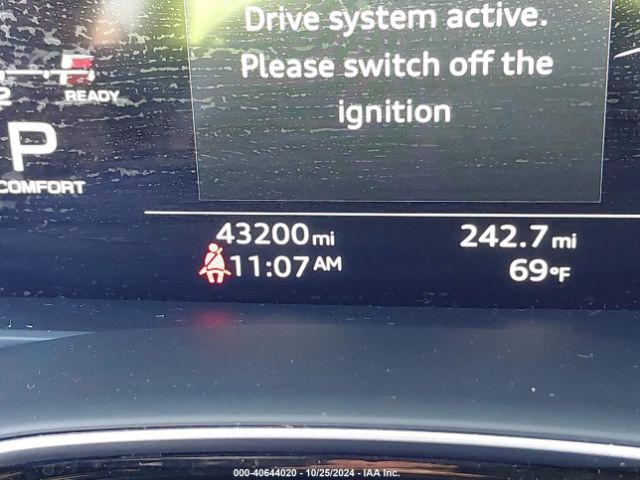 Drive system active.
Please switch off the
ignition
2
READY
P
COMFORT
43200 mi
242.7 mi
11:07 AM
69°F
000-40644020 - 10/25/2024 - IAA Inc.